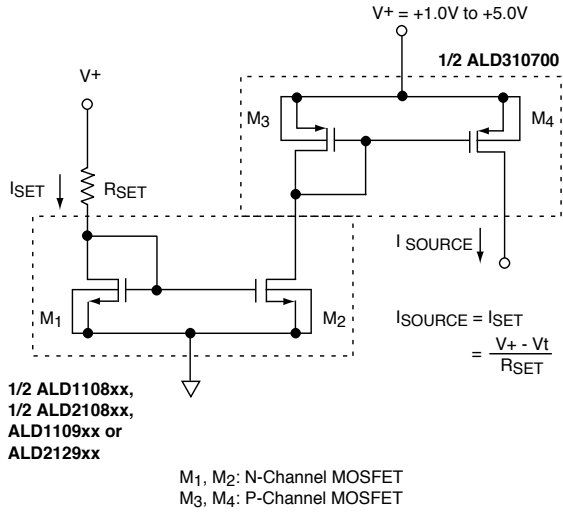 V+ = +1.0V to +5.0V
1/2 ALD310700
V+
M3
M4
ISET
RSET
I SOURCE
M1
M2
ISOURCE = ISET
= V+ - Vt
RSET
1/2 ALD1108xx,
1/2 ALD2108xx,
ALD1109xx or
ALD2129xx
M1, M2: N-Channel MOSFET
M3, M4: P-Channel MOSFET